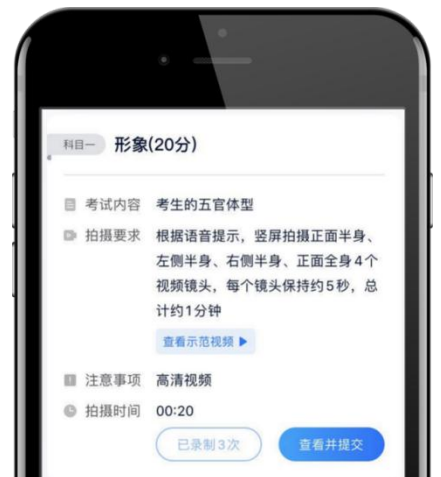 科目一 形象(20分)
考试内容 考生的五官体型
拍摄要求 根据语音提示，竖屏拍摄正面半身、
左侧半身、右侧半身、正面全身4个
视频镜头，每个镜头保持约5秒，总
计约1分钟
查看示范视频
注意事项 高清视频
拍摄时间 00:20
已录制3次 查看并提交